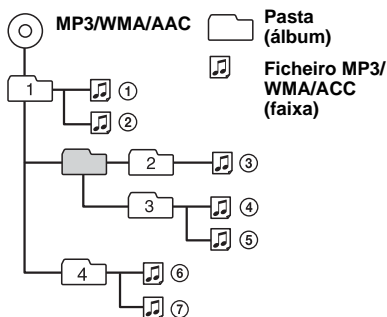 MP3/WMA/AAC
Pasta
(álbum)
Ficheiro MP3/
WMA/ACC
(faixa)
1
①
②
2
③
3
④
⑤
4
⑥
⑦